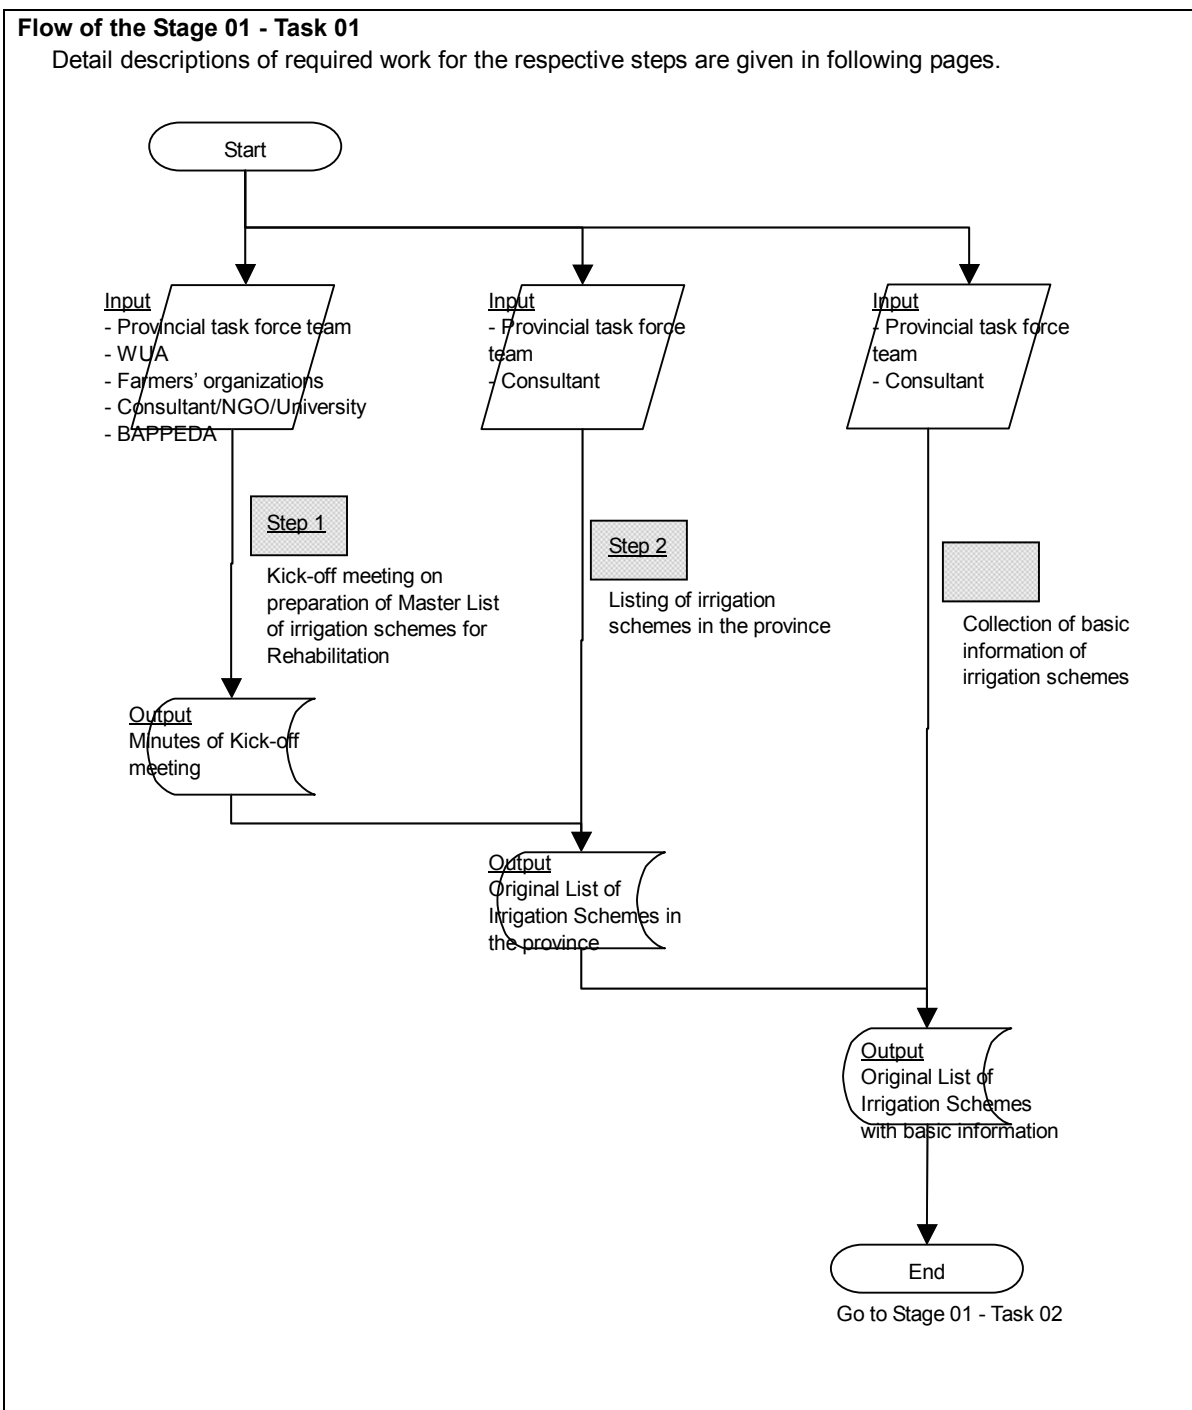 Flow of the Stage 01 - Task 01
Detail descriptions of required work for the respective steps are given in following pages.
Start
Input
- Provincial task force team
- WUA
- Farmers' organizations
- Consultant/NGO/University
- BAPPEDA
Input
- Provincial task force
team
- Consultant
Input
- Provincial task force
team
- Consultant
Step 1
Kick-off meeting on
preparation of Master List
of irrigation schemes for
Rehabilitation
Step 2
Listing of irrigation
schemes in the province
Collection of basic
information of
irrigation schemes
Output
Minutes of Kick-off
meeting
Output
Original List of
Irrigation Schemes in
the province
Output
Original List of
Irrigation Schemes
with basic information
End
Go to Stage 01 - Task 02